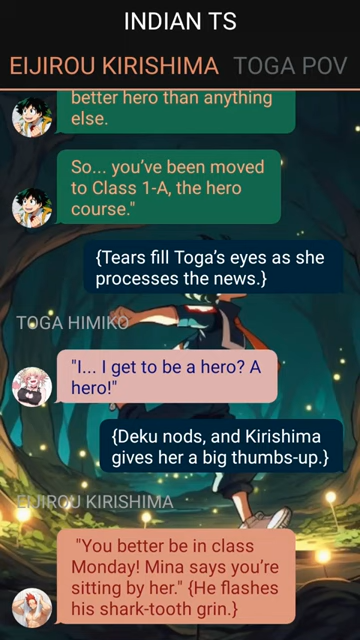 INDIAN TS
EIJIROU KIRISHIMA TOGA POV
better hero than anything
else.
So... you’ve been moved
to Class 1-A, the hero
course."
{Tears fill Toga’s eyes as she
processes the news.}
TOGA HIMIKO
"I... I get to be a hero? A
hero!"
{Deku nods, and Kirishima
gives her a big thumbs-up.}
EIJIROU KIRISHIMA
"You better be in class
Monday! Mina says you’re
sitting by her." {He flashes
his shark-tooth grin.}